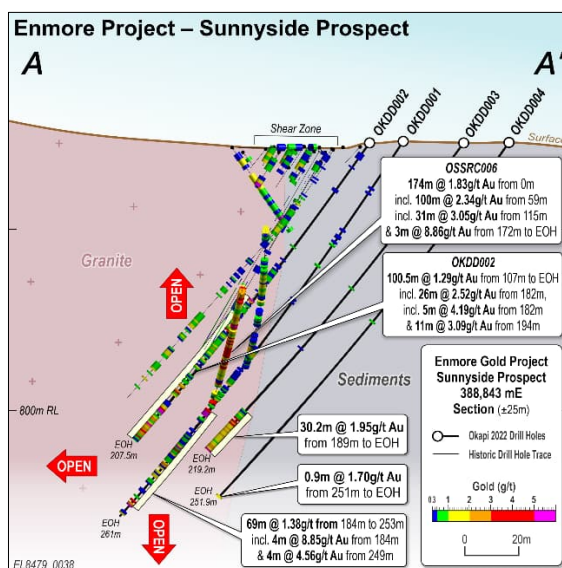 Enmore Project – Sunnyside Prospect
A
A'
OKDD002
OKDD001
OKDD003
OKDD004
Shear Zone
Surface
OSSRC006
174m @ 1.83g/t Au from 0m
incl. 100m @ 2.34g/t Au from 59m
incl. 31m @ 3.05g/t Au from 115m
& 3m @ 8.86g/t Au from 172m to EOH
Granite
OPEN
OKDD002
100.5m @ 1.29g/t Au from 107m to EOH
incl. 26m @ 2.52g/t Au from 182m,
incl. 5m @ 4.19g/t Au from 182m
& 11m @ 3.09g/t Au from 194m
Sediments
Enmore Gold Project
Sunnyside Prospect
388,843 mE
Section (±25m)
Okapi 2022 Drill Holes
Historic Drill Hole Trace
Gold (g/t)
0.3 1 2 3 4 5
0 20m
800m RL
30.2m @ 1.95g/t Au
from 189m to EOH
EOH
207.5m
EOH
219.2m
OPEN
0.9m @ 1.70g/t Au
from 251m to EOH
EOH
251.9m
EOH
261m
OPEN
69m @ 1.38g/t from 184m to 253m
incl. 4m @ 8.85g/t Au from 184m
& 4m @ 4.56g/t Au from 249m
EL8479_0038